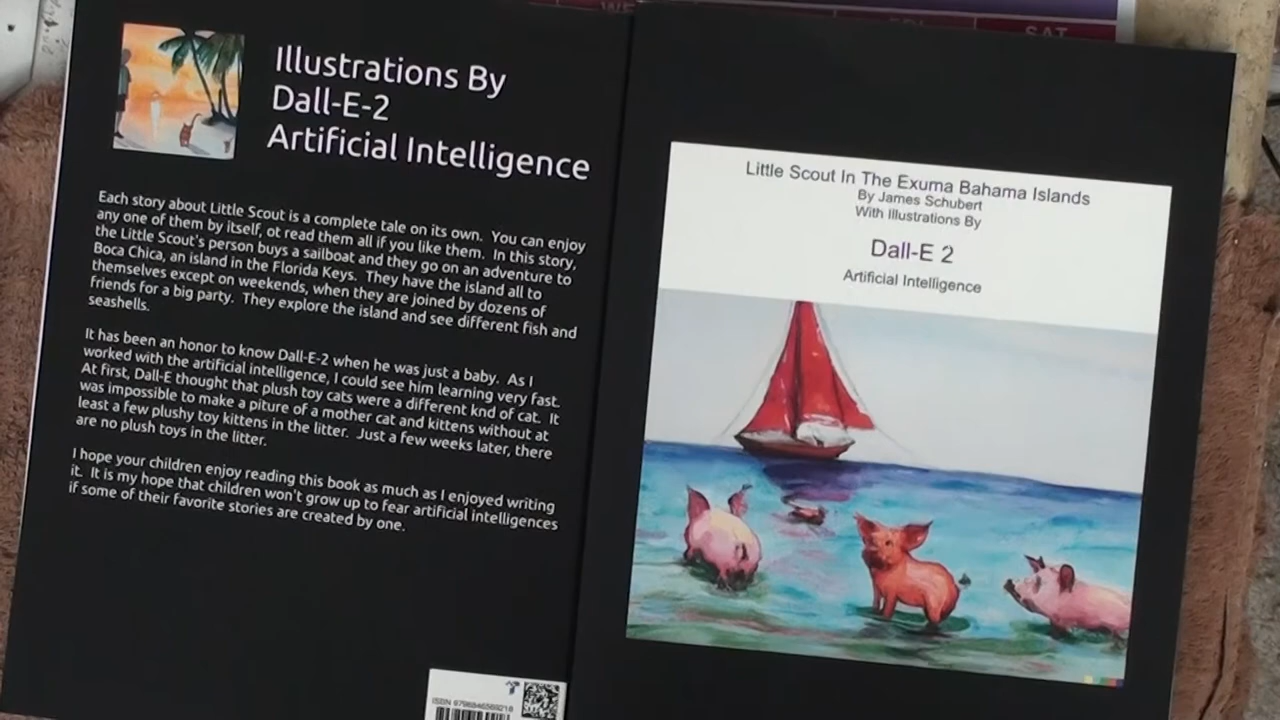 SAT
Illustrations By
Dall-E-2
Artificial Intelligence
Each story about Little Scout is a complete tale on its own. You can enjoy
any one of them by itself, ot read them all if you like them. In this story,
the Little Scout's person buys a sailboat and they go on an adventure to
Boca Chica, an island in the Florida Keys. They have the island all to
themselves except on weekends, when they are joined by dozens of
friends for a big party. They explore the island and see different fish and
seashells.
It has been an honor to know Dall-E-2 when he was just a baby. As I
worked with the artificial intelligence, I could see him learning very fast.
At first, Dall-E thought that plush toy cats were a different knd of cat. It
was impossible to make a piture of a mother cat and kittens without at
least a few plushy toy kittens in the litter. Just a few weeks later, there
are no plush toys in the litter.
I hope your children enjoy reading this book as much as I enjoyed writing
it. It is my hope that children won't grow up to fear artificial intelligences
if some of their favorite stories are created by one.
Little Scout In The Exuma Bahama Islands
By James Schubert
With Illustrations By
Dall-E 2
Artificial Intelligence